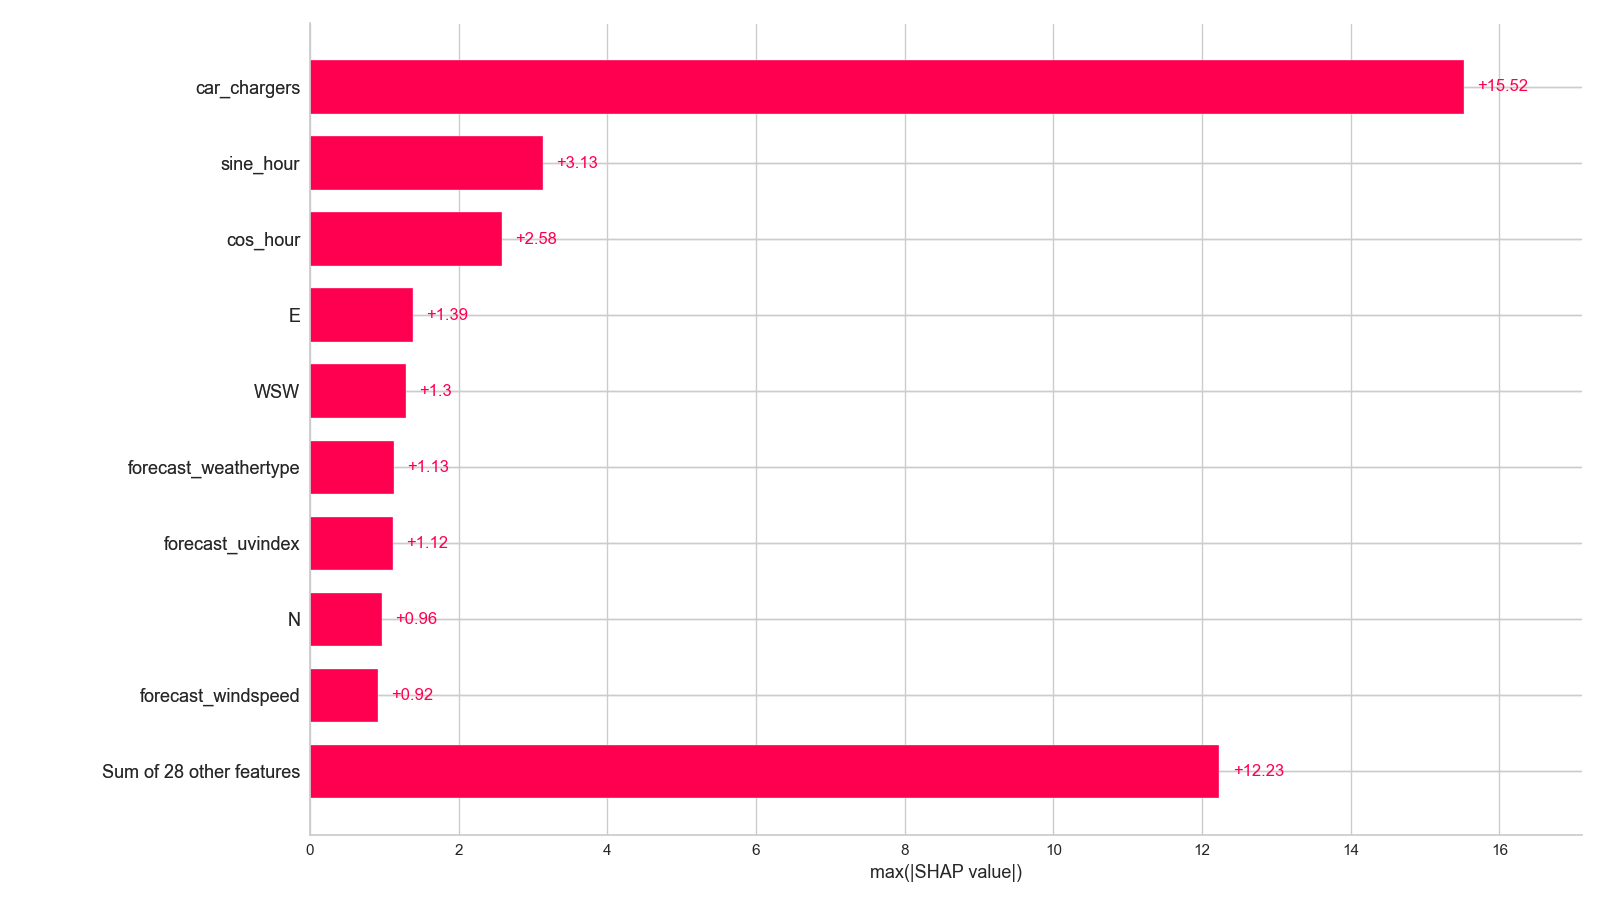 car_chargers +15.52
sine_hour +3.13
cos_hour +2.58
E +1.39
WSW +1.3
forecast_weathertype +1.13
forecast_uvindex +1.12
N +0.96
forecast_windspeed +0.92
Sum of 28 other features +12.23
0 2 4 6 8 10 12 14 16
max(|SHAP value|)